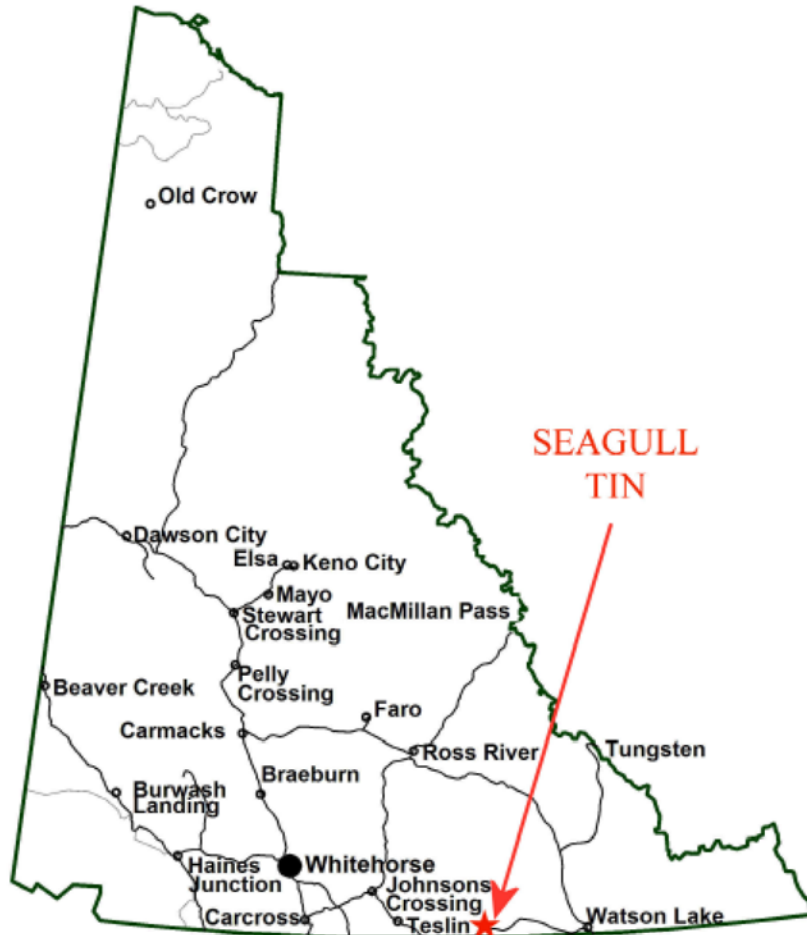 Old Crow
SEAGULL
TIN
Dawson City
Elsa
Keno City
Mayo
MacMillan Pass
Stewart
Crossing
Pelly
Crossing
Beaver Creek
Faro
Carmacks
Ross River
Tungsten
Braeburn
Burwash
Landing
Haines
Junction
Whitehorse
Johnsons
Crossing
Carcross
Teslin
Watson Lake